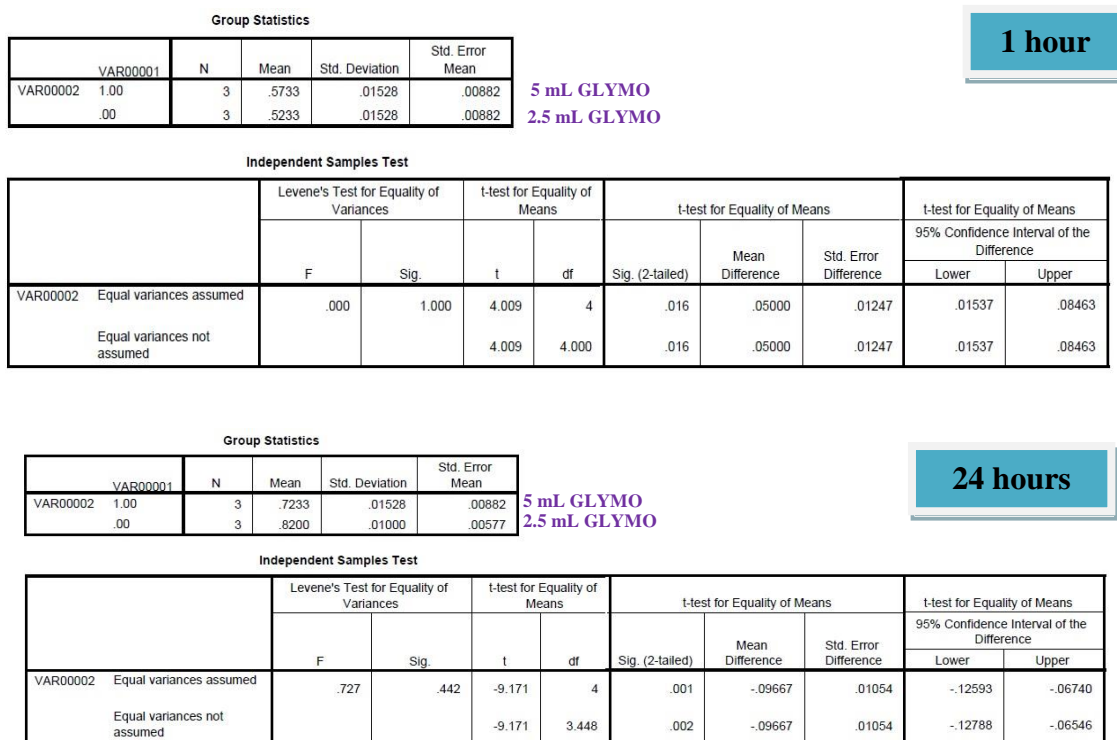 Group Statistics
1 hour
VAR00001 N Mean Std. Deviation Std. Error Mean
VAR00002 1.00 3 .5733 .01528 .00882 5 mL GLYMO
.00 3 .5233 .01528 .00882 2.5 mL GLYMO
Independent Samples Test
Levene's Test for Equality of Variances t-test for Equality of Means t-test for Equality of Means t-test for Equality of Means
95% Confidence Interval of the Difference
F Sig. t df Sig. (2-tailed) Mean Difference Std. Error Difference Lower Upper
VAR00002 Equal variances assumed .000 1.000 4.009 4 .016 .05000 .01247 .01537 .08463
Equal variances not assumed 4.009 4.000 .016 .05000 .01247 .01537 .08463
Group Statistics
24 hours
VAR00001 N Mean Std. Deviation Std. Error Mean
VAR00002 1.00 3 .7233 .01528 .00882 5 mL GLYMO
.00 3 .8200 .01000 .00577 2.5 mL GLYMO
Independent Samples Test
Levene's Test for Equality of Variances t-test for Equality of Means t-test for Equality of Means t-test for Equality of Means
95% Confidence Interval of the Difference
F Sig. t df Sig. (2-tailed) Mean Difference Std. Error Difference Lower Upper
VAR00002 Equal variances assumed .727 .442 -9.171 4 .001 -.09667 .01054 -.12593 -.06740
Equal variances not assumed -9.171 3.448 .002 -.09667 .01054 -.12788 -.06546